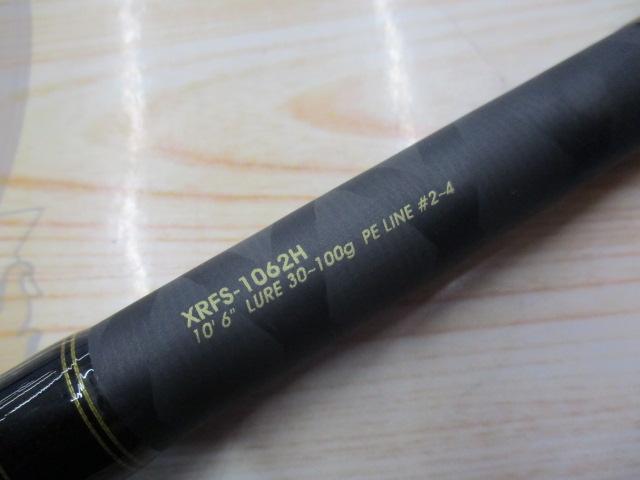 XRFS-1062H
10' 6" LURE 30~100g PE LINE #2~4